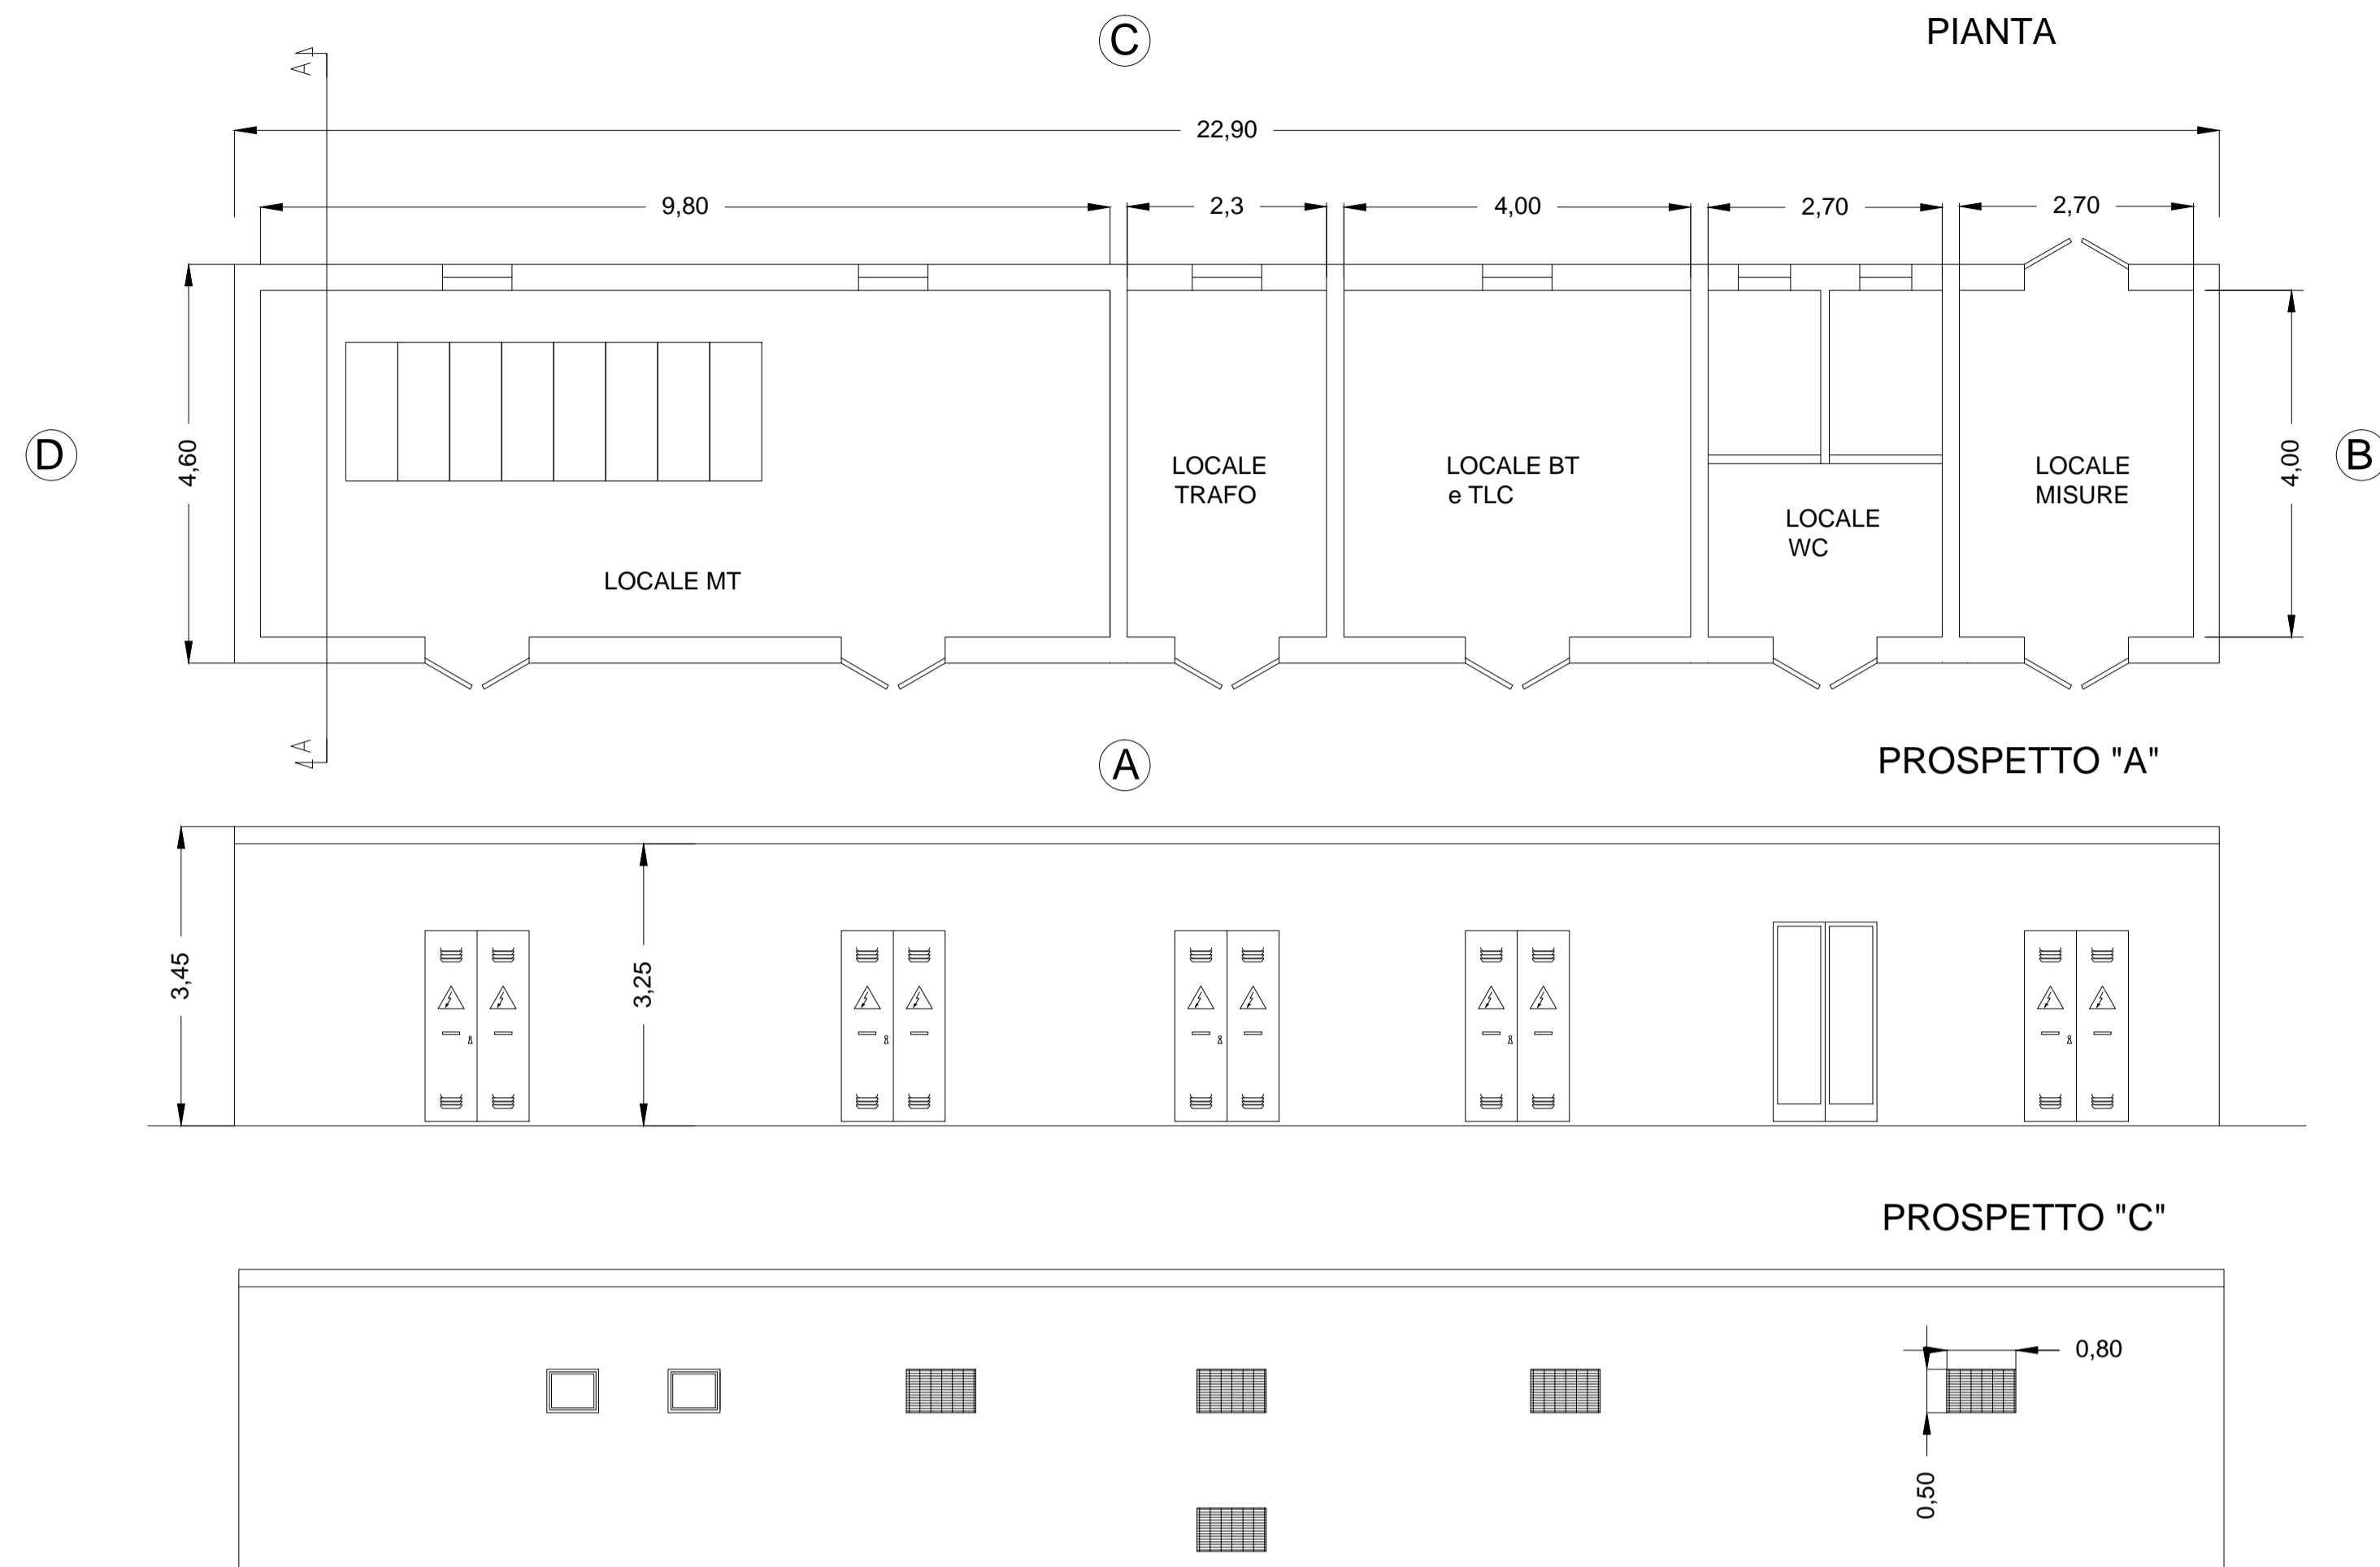 C
PIANTA
A
22,90
9,80
2,3
4,00
2,70
2,70
D
4,60
LOCALE
TRAFO
LOCALE BT
e TLC
LOCALE
MISURE
4,00
B
LOCALE
WC
LOCALE MT
A
A
PROSPETTO "A"
3,45
3,25
PROSPETTO "C"
0,80
0,50